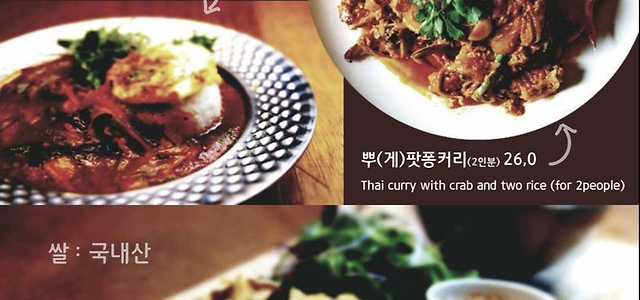 뿌(게)팟퐁커리(2인분) 26,0
Thai curry with crab and two rice (for 2people)
쌀 : 국내산